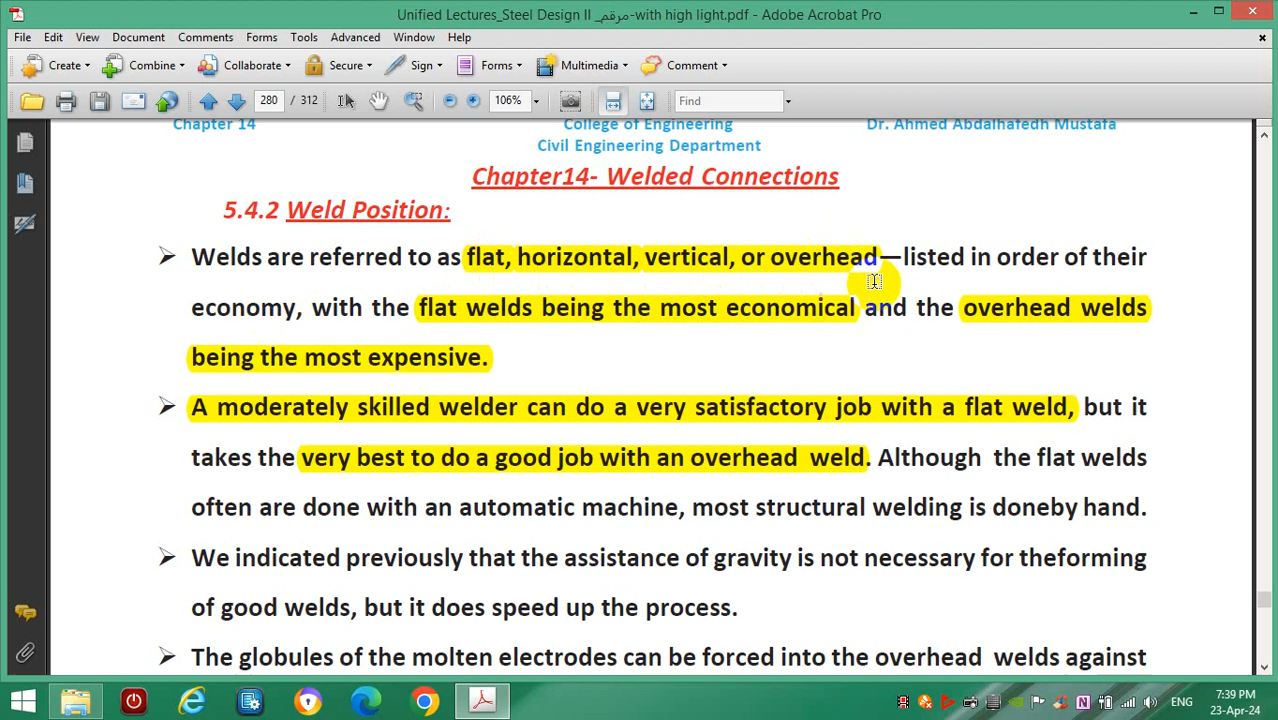 Unified Lectures_Steel Design II _مرقم-with high light.pdf - Adobe Acrobat Pro
File Edit View Document Comments Forms Tools Advanced Window Help
Create Combine Collaborate Secure Sign Forms Multimedia Comment
280 / 312 106% Find
Chapter 14 College of Engineering Dr. Ahmed Abdalhafedh Mustafa
Civil Engineering Department
Chapter14- Welded Connections
5.4.2 Weld Position:
Welds are referred to as flat, horizontal, vertical, or overhead—listed in order of their
economy, with the flat welds being the most economical and the overhead welds
being the most expensive.
A moderately skilled welder can do a very satisfactory job with a flat weld, but it
takes the very best to do a good job with an overhead weld. Although the flat welds
often are done with an automatic machine, most structural welding is doneby hand.
We indicated previously that the assistance of gravity is not necessary for theforming
of good welds, but it does speed up the process.
The globules of the molten electrodes can be forced into the overhead welds against
ENG
7:39 PM
23-Apr-24